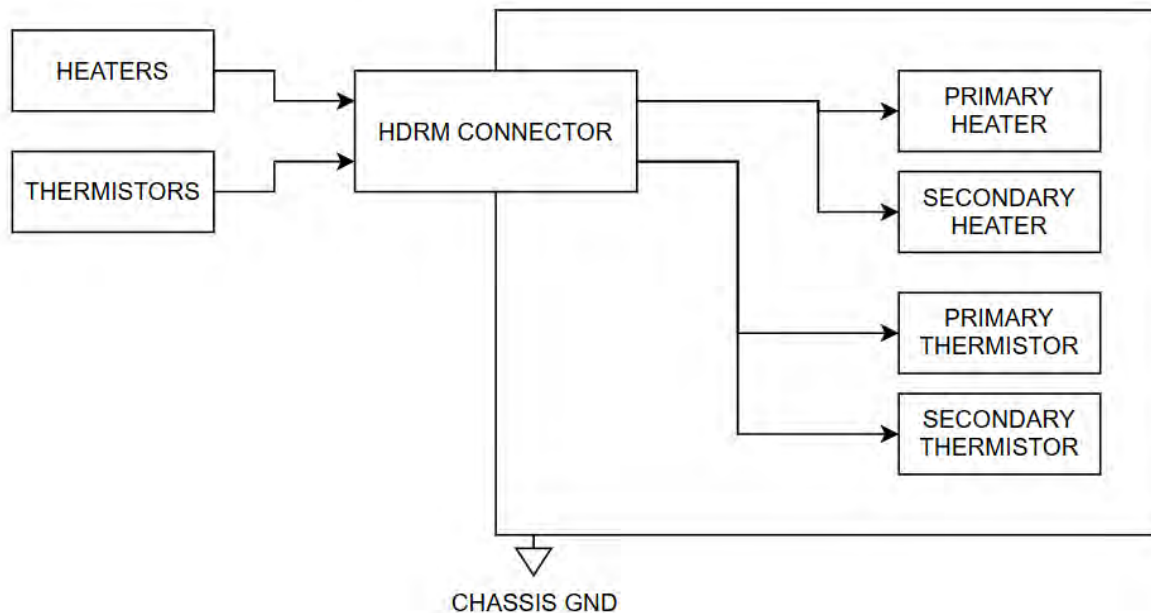 HEATERS
THERMISTORS
HDRM CONNECTOR
PRIMARY
HEATER
SECONDARY
HEATER
PRIMARY
THERMISTOR
SECONDARY
THERMISTOR
CHASSIS GND